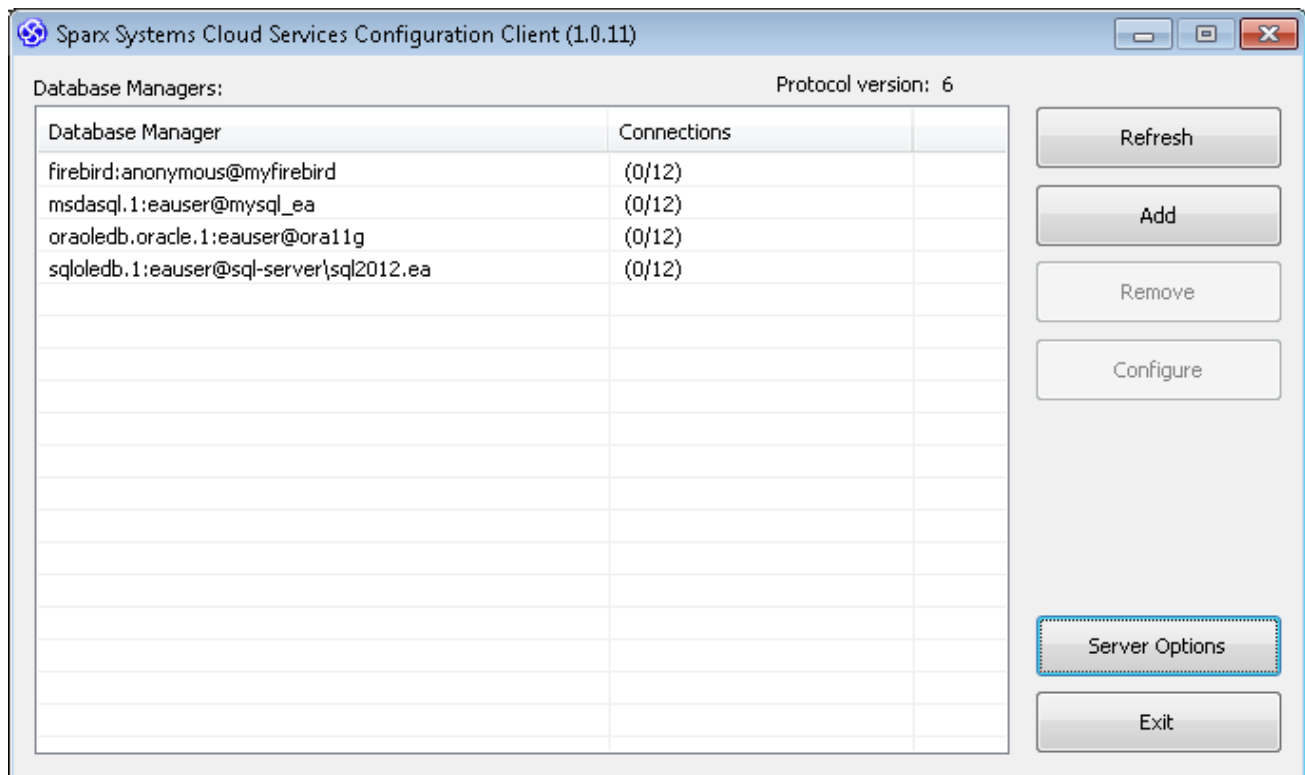 Sparx Systems Cloud Services Configuration Client (1.0.11)
Database Managers: Protocol version: 6
Database Manager Connections
firebird:anonymous@myfirebird (0/12)
msdasql.1:eauser@mysql_ea (0/12)
oraoledb.oracle.1:eauser@ora11g (0/12)
sqloledb.1:eauser@sql-server\sql2012.ea (0/12)
Refresh
Add
Remove
Configure
Server Options
Exit